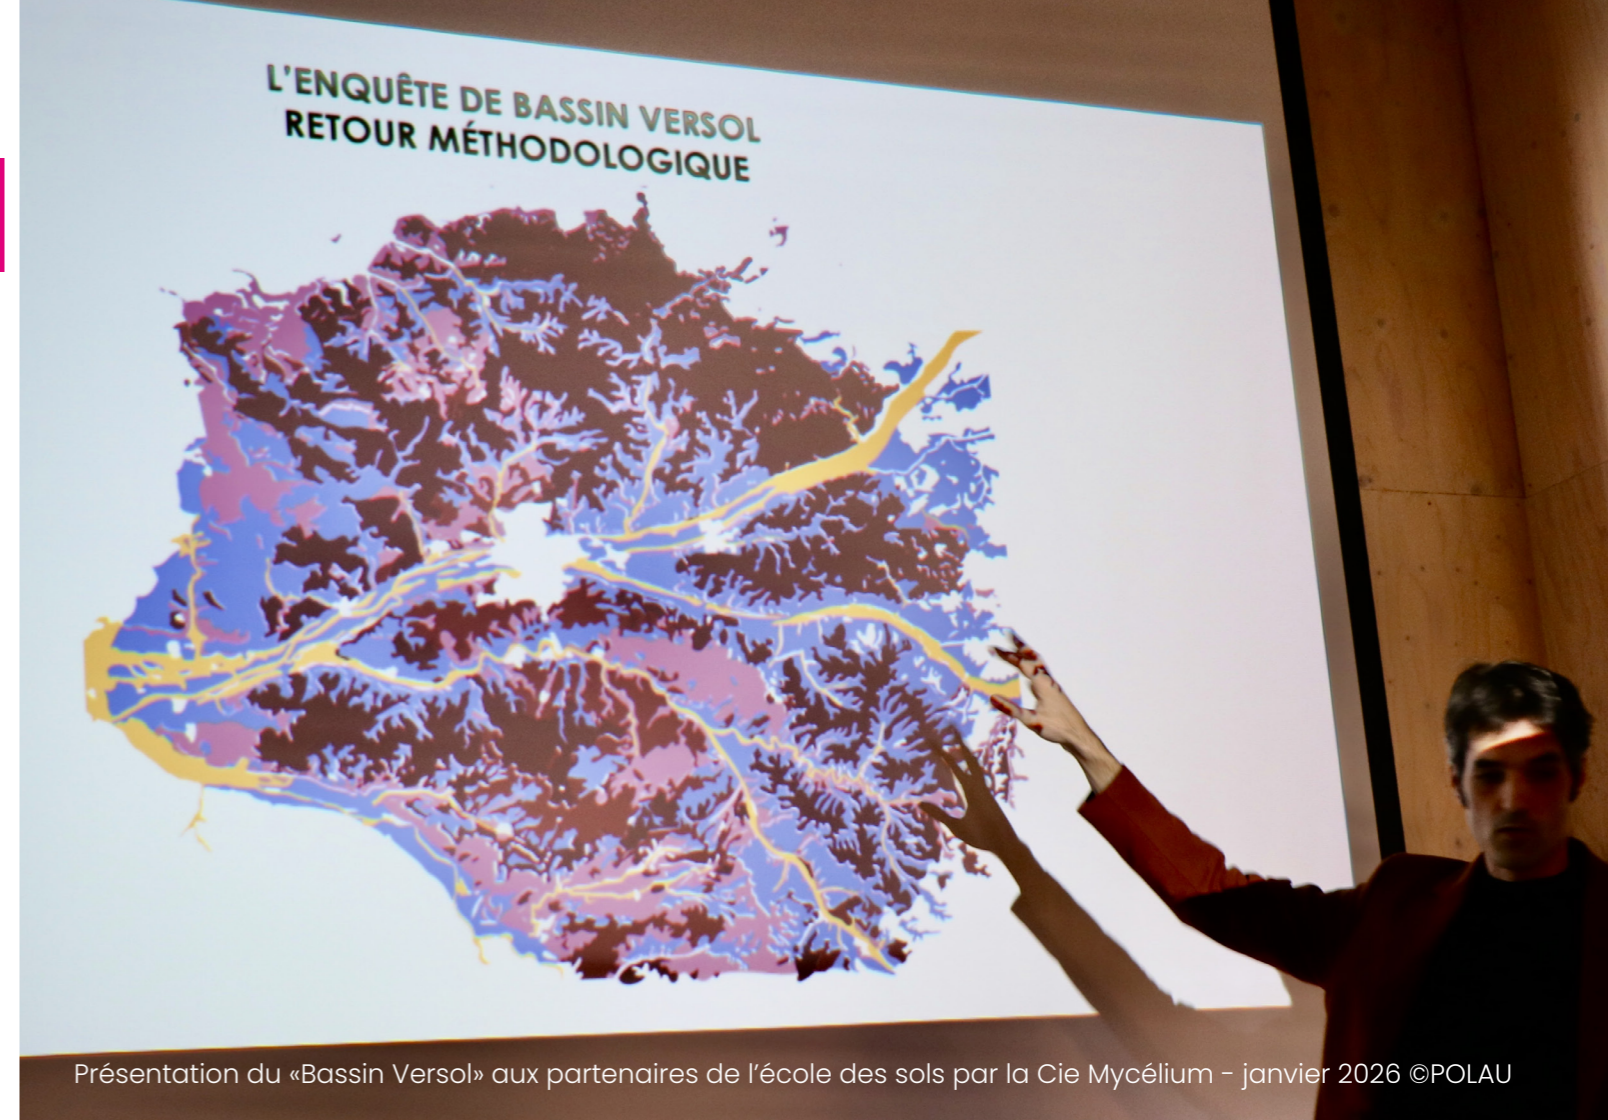 L'ENQUÊTE DE BASSIN VERSOL
RETOUR MÉTHODOLOGIQUE
Présentation du «Bassin Versol» aux partenaires de l'école des sols par la Cie Mycélium - janvier 2026 ©POLAU